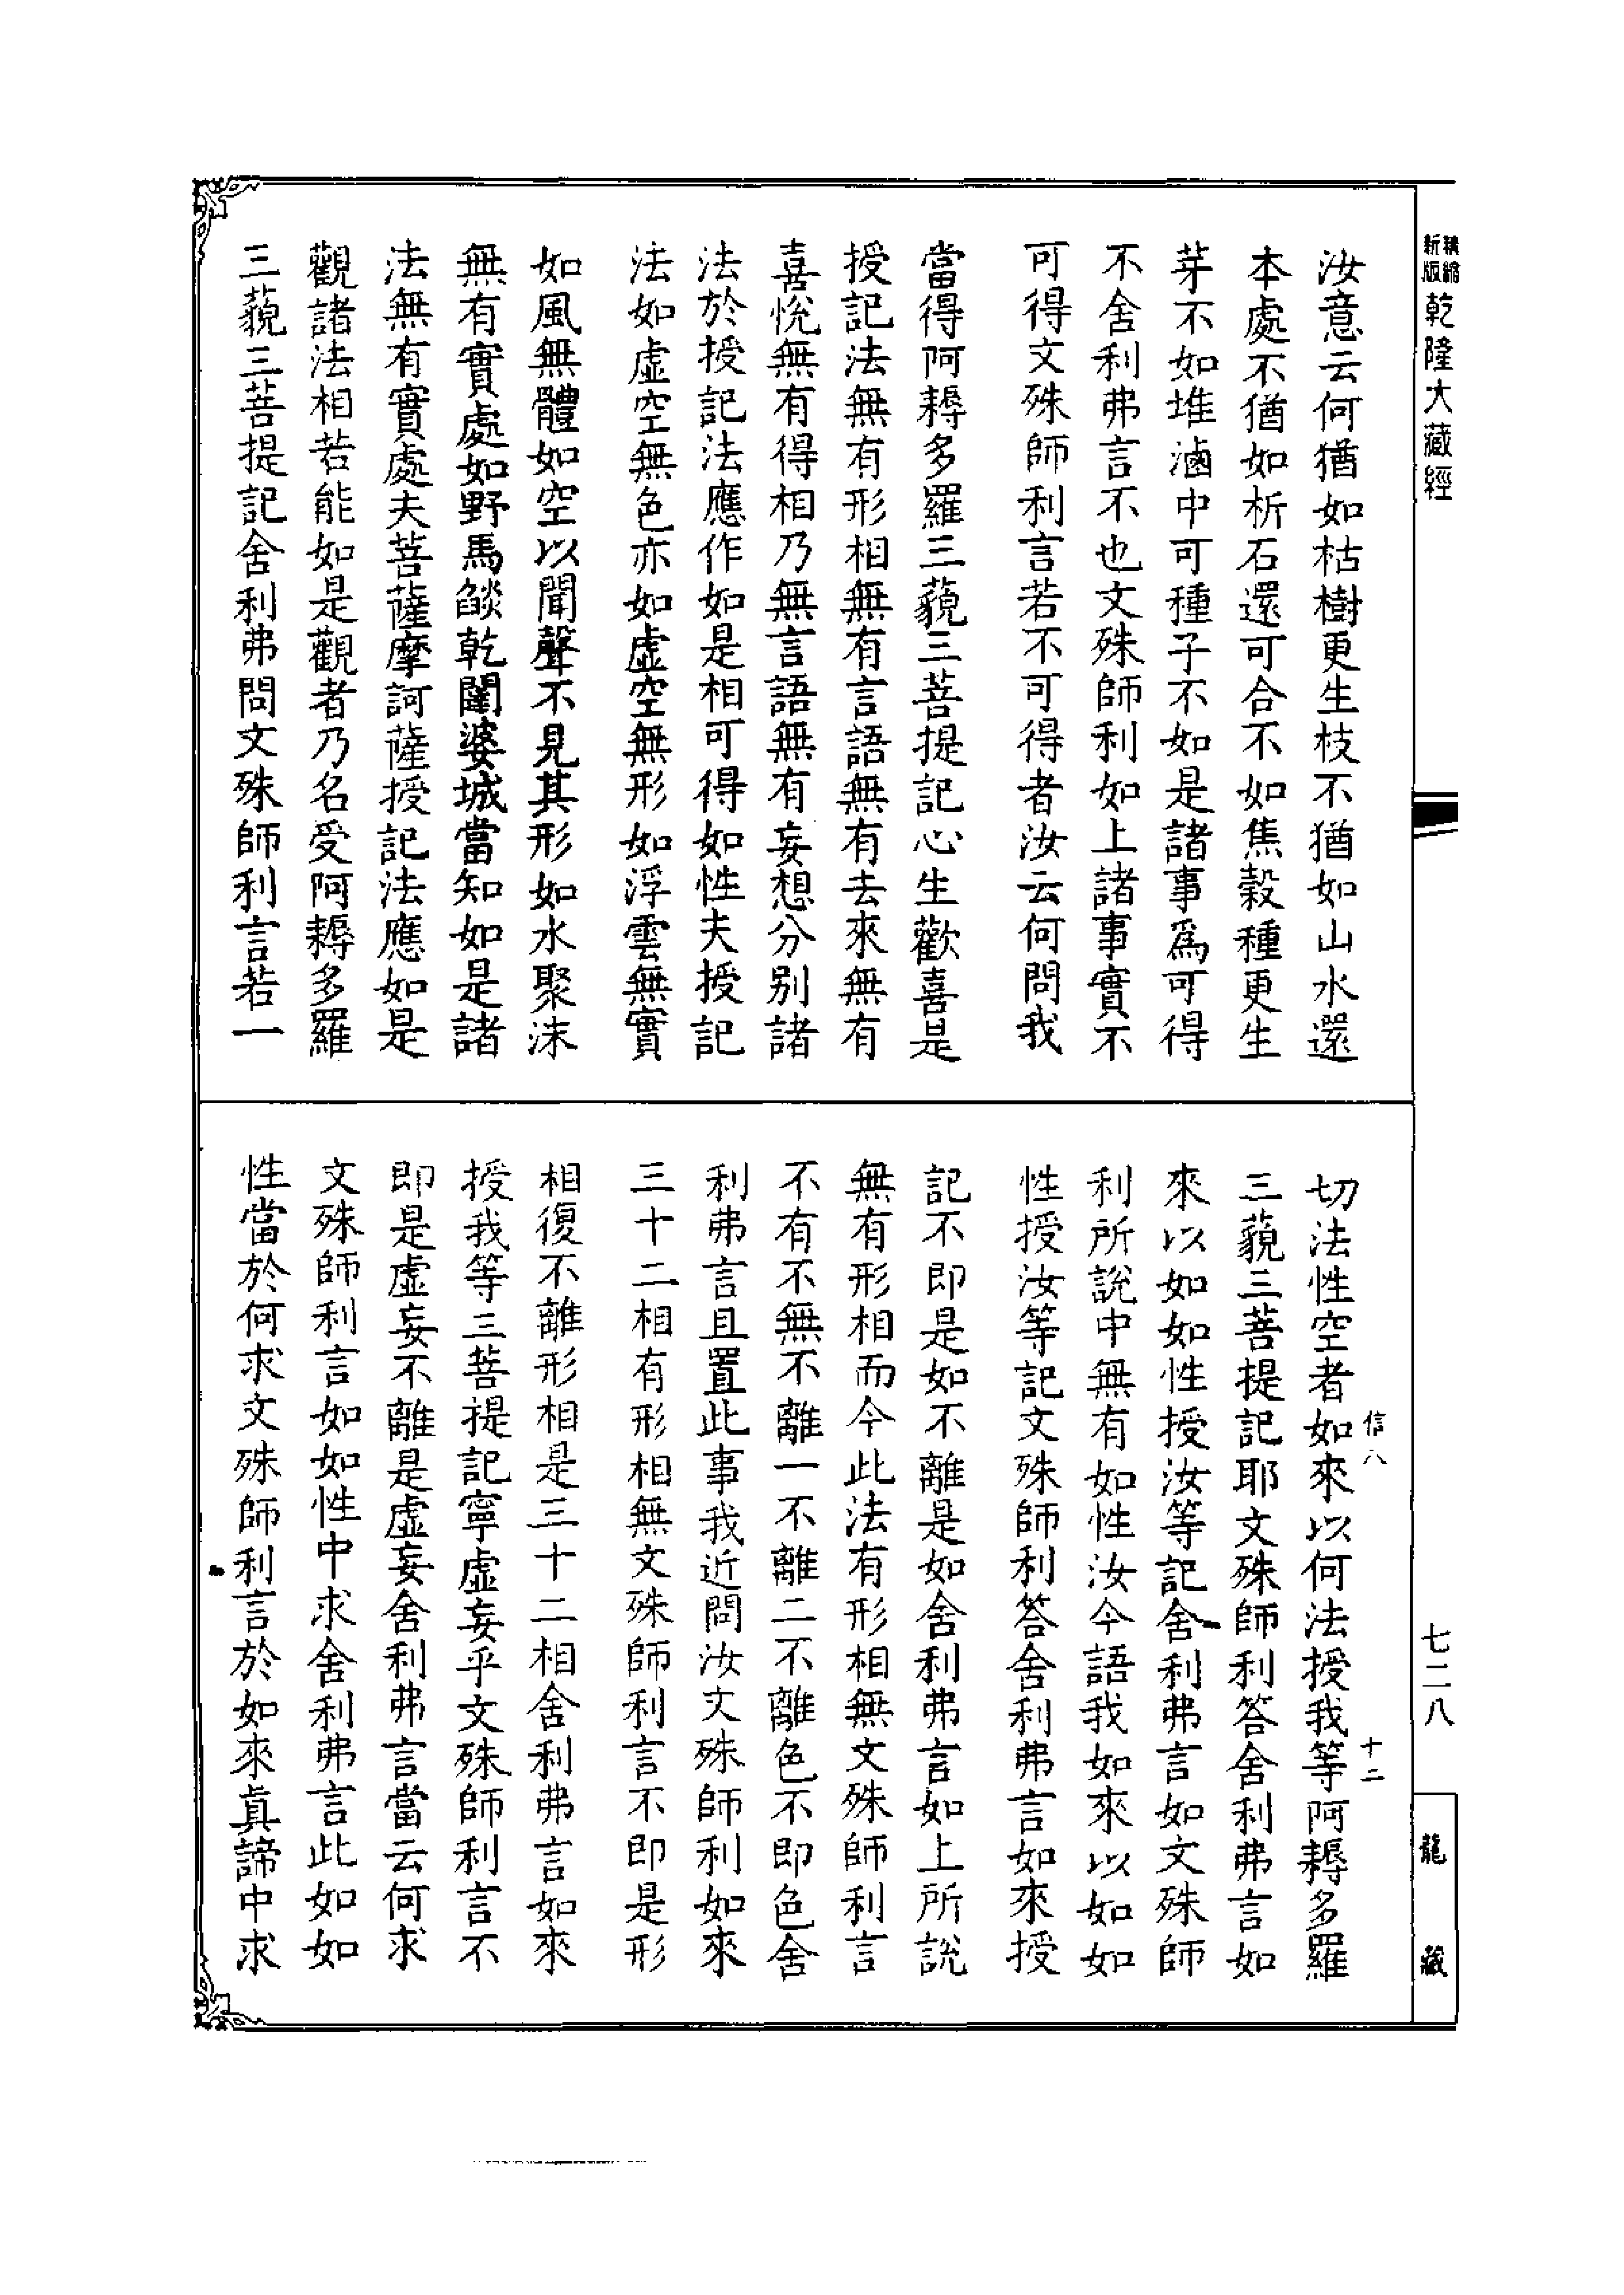 精縮
新版
乾隆大藏經
汝意云何猶如枯樹更生枝不猶如山水還
本處不猶如析石還可合不如焦穀種更生
芽不如堆滷中可種子不如是諸事為可得
不舍利弗言不也文殊師利如上諸事實不
可得文殊師利言若不可得者汝云何問我
當得阿耨多羅三藐三菩提記心生歡喜是
授記法無有形相無有言語無有去來無有
喜悅無有得相乃無言語無有妄想分別諸
法於授記法應作如是相可得如性夫授記
法如虛空無色亦如虛空無形如浮雲無實
如風無體如空以聞聲不見其形如水聚沫
無有實處如野馬𦦨乾闥婆城當知如是諸
法無有實處夫菩薩摩訶薩授記法應如是
觀諸法相若能如是觀者乃名受阿耨多羅
三藐三菩提記舍利弗問文殊師利言若一
切法性空者如來以何法授我等阿耨多羅
三藐三菩提記耶文殊師利答舍利弗言如
來以如如性授汝等記舍利弗言如文殊師
利所說中無有如性汝今語我如來以如如
性授汝等記文殊師利答舍利弗言如來授
記不即是如不離是如舍利弗言如上所說
無有形相而今此法有形相無文殊師利言
不有不無不離一不離二不離色不即色舍
利弗言且置此事我近問汝文殊師利如來
三十二相有形相無文殊師利言不即是形
相復不離形相是三十二相舍利弗言如來
授我等三菩提記寧虛妄乎文殊師利言不
即是虛妄不離是虛妄舍利弗言當云何求
文殊師利言如如性中求舍利弗言此如如
性當於何求文殊師利言於如來真諦中求
信八
十二
七二八
龍藏